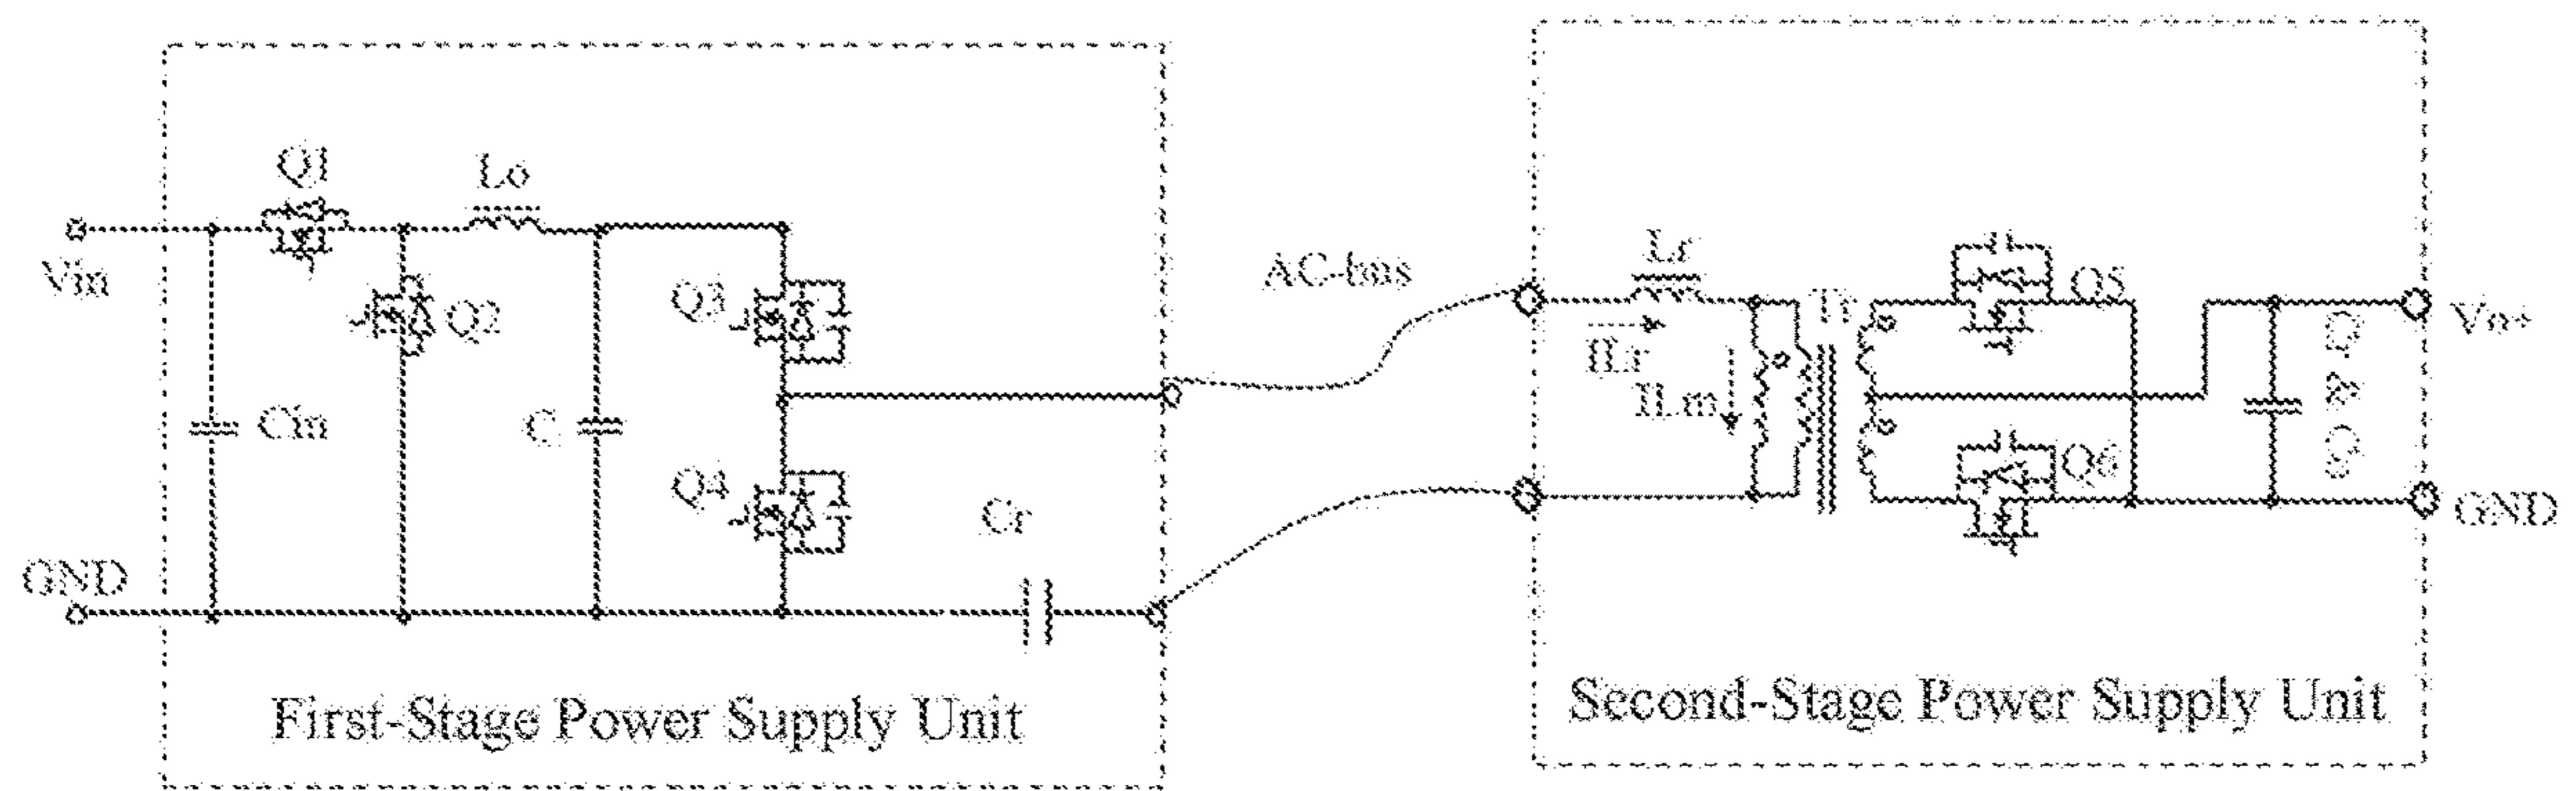 Q1
Lo
Vin
Q2
Q3
Cin
C
Q4
Cr
GND
First-Stage Power Supply Unit
AC-bus
Lr
ILr
ILm
Tr
Q5
Q6
Vo+
GND
Second-Stage Power Supply Unit